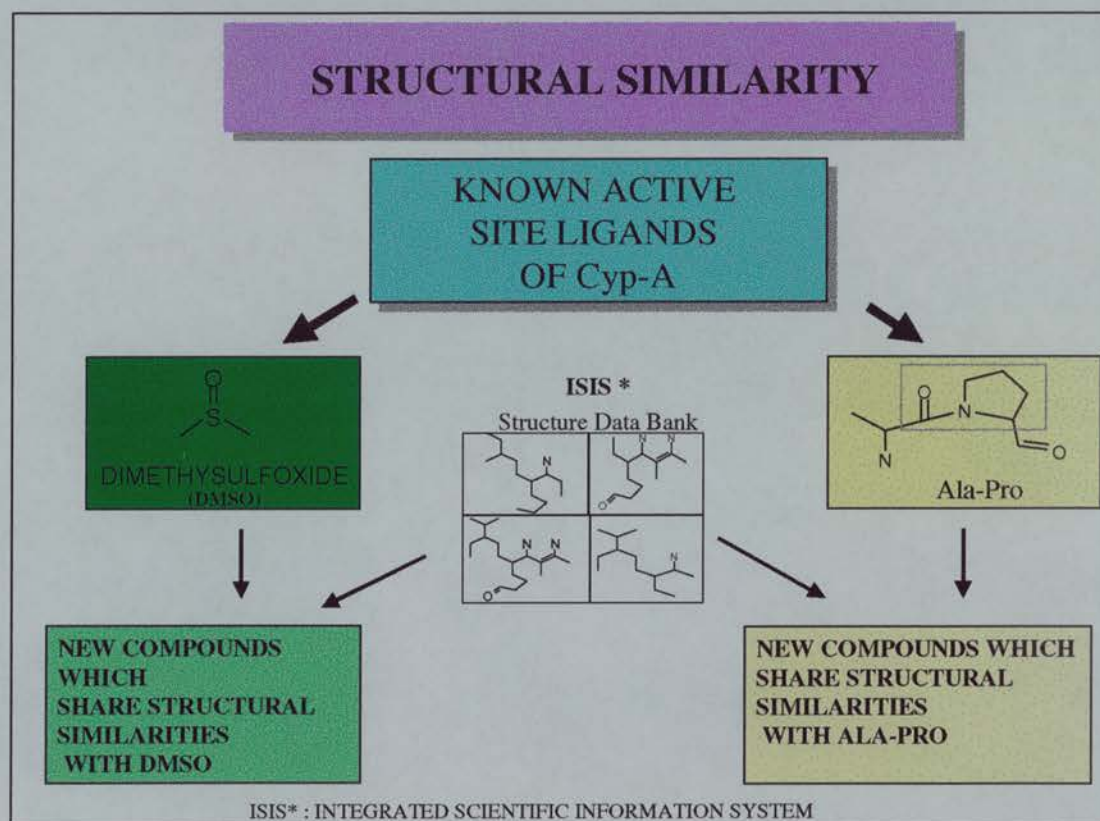 STRUCTURAL SIMILARITY
KNOWN ACTIVE
SITE LIGANDS
OF Cyp-A
O
S
DIMETHYSULFOXIDE
(DMSO)
ISIS *
Structure Data Bank
N
N N
O
N N
O
N
O
N
N
O
Ala-Pro
NEW COMPOUNDS
WHICH
SHARE STRUCTURAL
SIMILARITIES
WITH DMSO
NEW COMPOUNDS WHICH
SHARE STRUCTURAL
SIMILARITIES
WITH ALA-PRO
ISIS* : INTEGRATED SCIENTIFIC INFORMATION SYSTEM